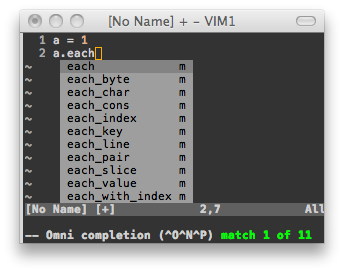 [No Name] + - VIM1
1 a = 1
2 a.each
~ each m
~ each_byte m
~ each_char m
~ each_cons m
~ each_index m
~ each_key m
~ each_line m
~ each_pair m
~ each_slice m
~ each_value m
~ each_with_index m
[No Name] [+] 2,7 All
-- Omni completion (^O^N^P) match 1 of 11